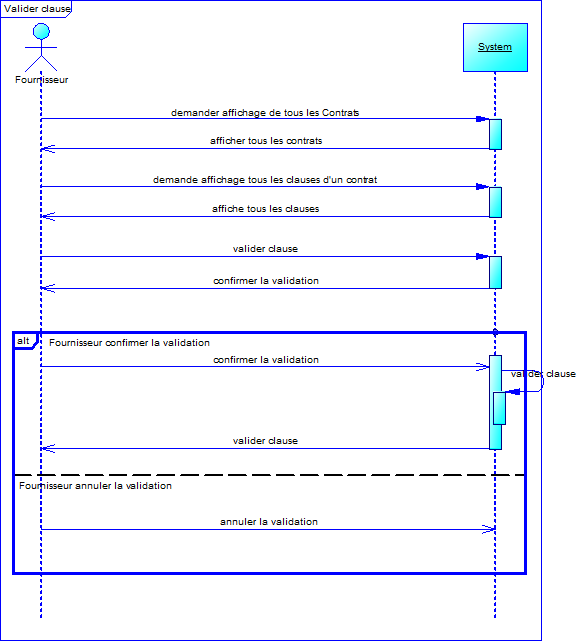 Valider clause
System
Fournisseur
demander affichage de tous les Contrats
afficher tous les contrats
demande affichage tous les clauses d'un contrat
affiche tous les clauses
valider clause
confirmer la validation
alt
Fournisseur confirmer la validation
confirmer la validation
valider clause
valider clause
Fournisseur annuler la validation
annuler la validation